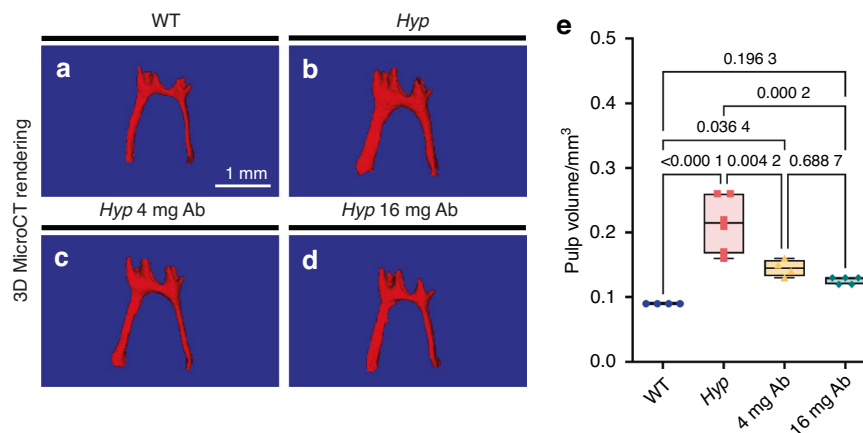 WT
Hyp
a
b
1 mm
Hyp 4 mg Ab
Hyp 16 mg Ab
c
d
3D MicroCT rendering
e
0.5
0.4
0.3
0.2
0.1
0.0
Pulp volume/mm³
0.196 3
0.000 2
0.036 4
<0.000 1
0.004 2
0.688 7
WT
Hyp
4 mg Ab
16 mg Ab